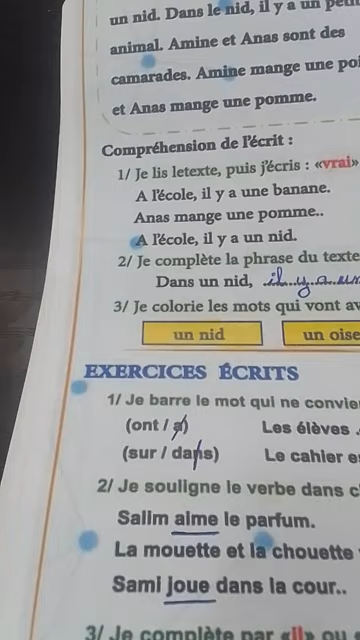 un nid. Dans le nid, il y a un
animal. Amine et Anas sont des
camarades. Amine mange une
et Anas mange une pomme.
Compréhension de l'écrit :
1/ Je lis letexte, puis j'écris : «vrai»
A l'école, il y a une banane.
Anas mange une pomme..
A l'école, il y a un nid.
2/ Je complète la phrase du texte
Dans un nid, il y a un
3/ Je colorie les mots qui vont
un nid
un
EXERCICES ÉCRITS
1/ Je barre le mot qui ne
(ont / a) Les élèves
(sur / dans) Le cahier
2/ Je souligne le verbe dans
Salim aime le parfum.
La mouette et la chouette
Sami joue dans la cour..
3/ Je complète par «Il» ou